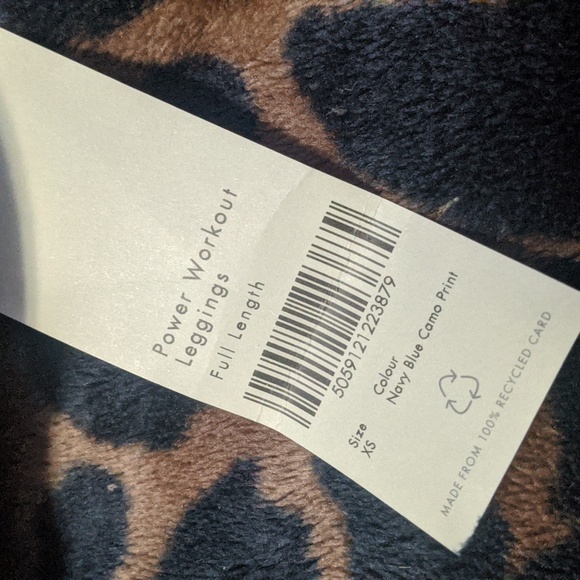 Power Workout
Leggings
Full Length
5059121223879
Size
XS
Colour
Navy Blue Camo Print
MADE FROM 100% RECYCLED CARD